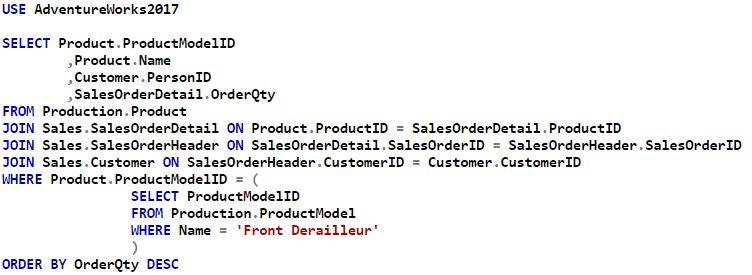 USE AdventureWorks2017
SELECT Product.ProductModelID
,Product.Name
,Customer.PersonID
,SalesOrderDetail.OrderQty
FROM Production.Product
JOIN Sales.SalesOrderDetail ON Product.ProductID = SalesOrderDetail.ProductID
JOIN Sales.SalesOrderHeader ON SalesOrderDetail.SalesOrderID = SalesOrderHeader.SalesOrderID
JOIN Sales.Customer ON SalesOrderHeader.CustomerID = Customer.CustomerID
WHERE Product.ProductModelID = (
SELECT ProductModelID
FROM Production.ProductModel
WHERE Name = 'Front Derailleur'
)
ORDER BY OrderQty DESC